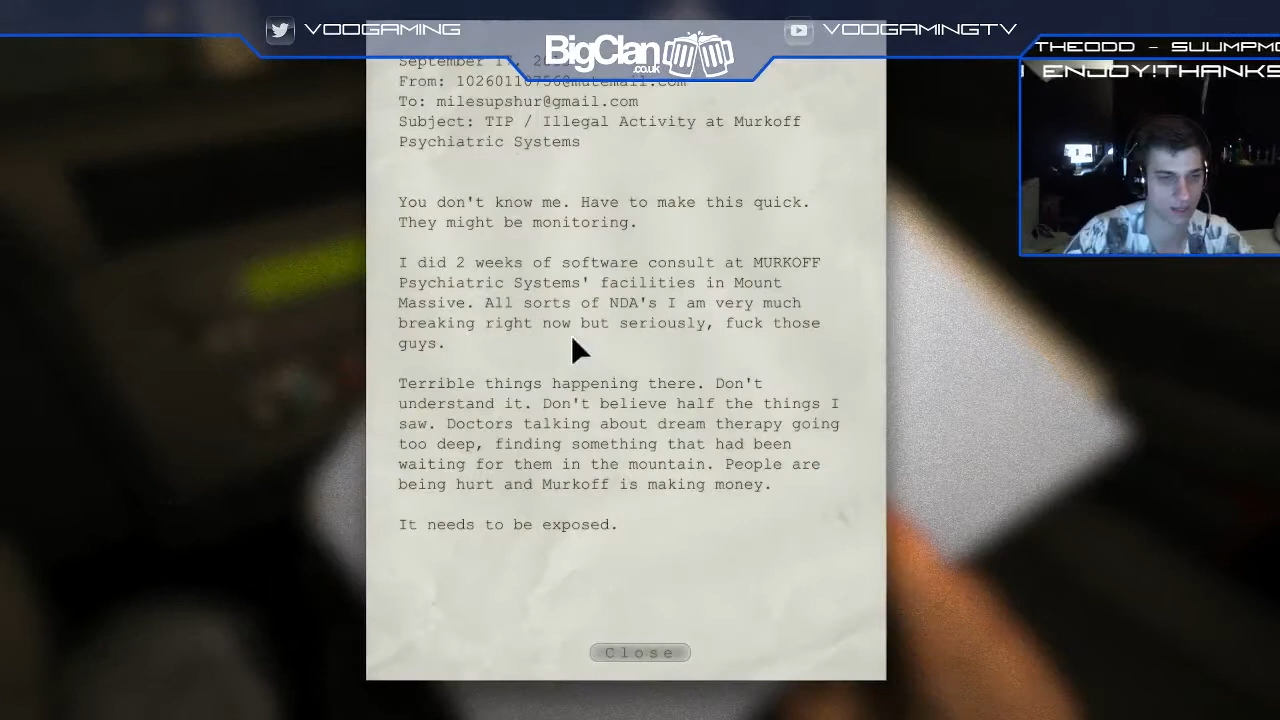 VOOGAMING
BigClan
.co.uk
VOOGAMINGTV
THEODD - SUUMPMO
ENJOY!THANKS
September 17,
From:
To: milesupshur@gmail.com
Subject: TIP / Illegal Activity at Murkoff
Psychiatric Systems
You don't know me. Have to make this quick.
They might be monitoring.
I did 2 weeks of software consult at MURKOFF
Psychiatric Systems' facilities in Mount
Massive. All sorts of NDA's I am very much
breaking right now but seriously, fuck those
guys.
Terrible things happening there. Don't
understand it. Don't believe half the things I
saw. Doctors talking about dream therapy going
too deep, finding something that had been
waiting for them in the mountain. People are
being hurt and Murkoff is making money.
It needs to be exposed.
Close